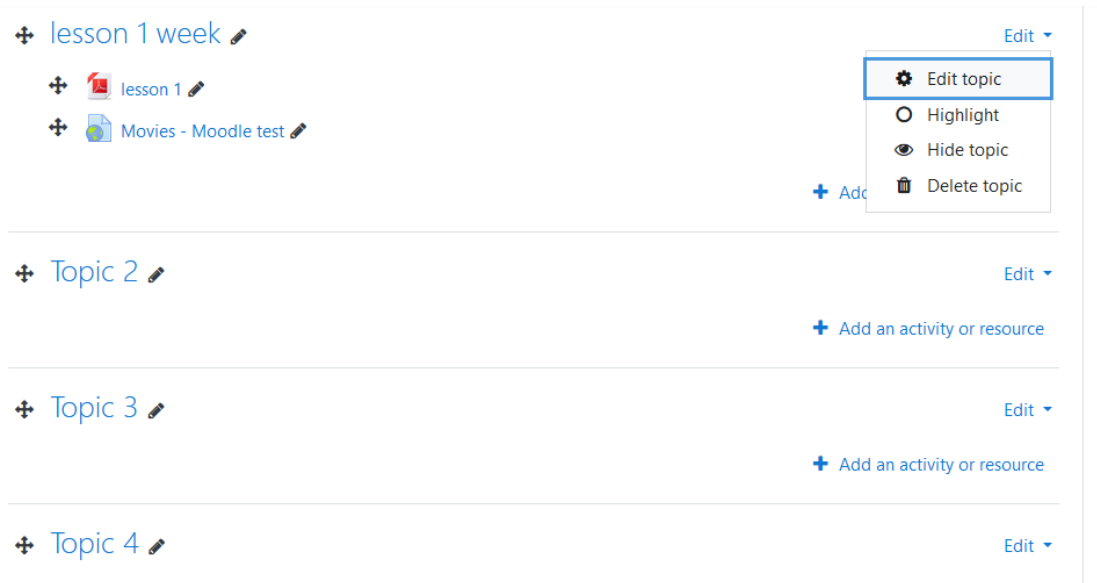 lesson 1 week Edit
Edit topic
lesson 1
Highlight
Movies - Moodle test
Hide topic
Delete topic
Topic 2 Edit
Add an activity or resource
Topic 3 Edit
Add an activity or resource
Topic 4 Edit